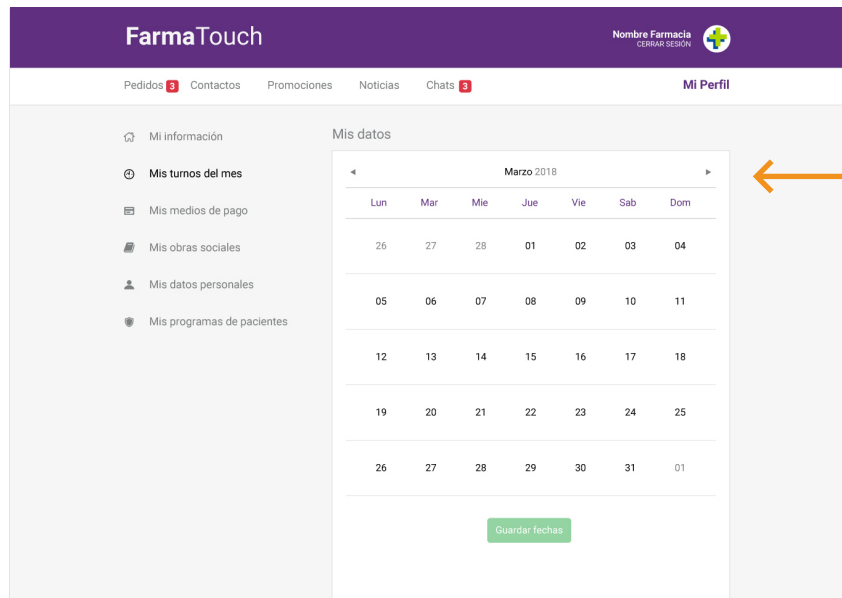 FarmaTouch
Nombre Farmacia
CERRAR SESIÓN
Pedidos 3 Contactos Promociones Noticias Chats 3 Mi Perfil
Mi información
Mis turnos del mes
Mis medios de pago
Mis obras sociales
Mis datos personales
Mis programas de pacientes
Mis datos
Marzo 2018
Lun Mar Mie Jue Vie Sab Dom
26 27 28 01 02 03 04
05 06 07 08 09 10 11
12 13 14 15 16 17 18
19 20 21 22 23 24 25
26 27 28 29 30 31 01
Guardar fechas